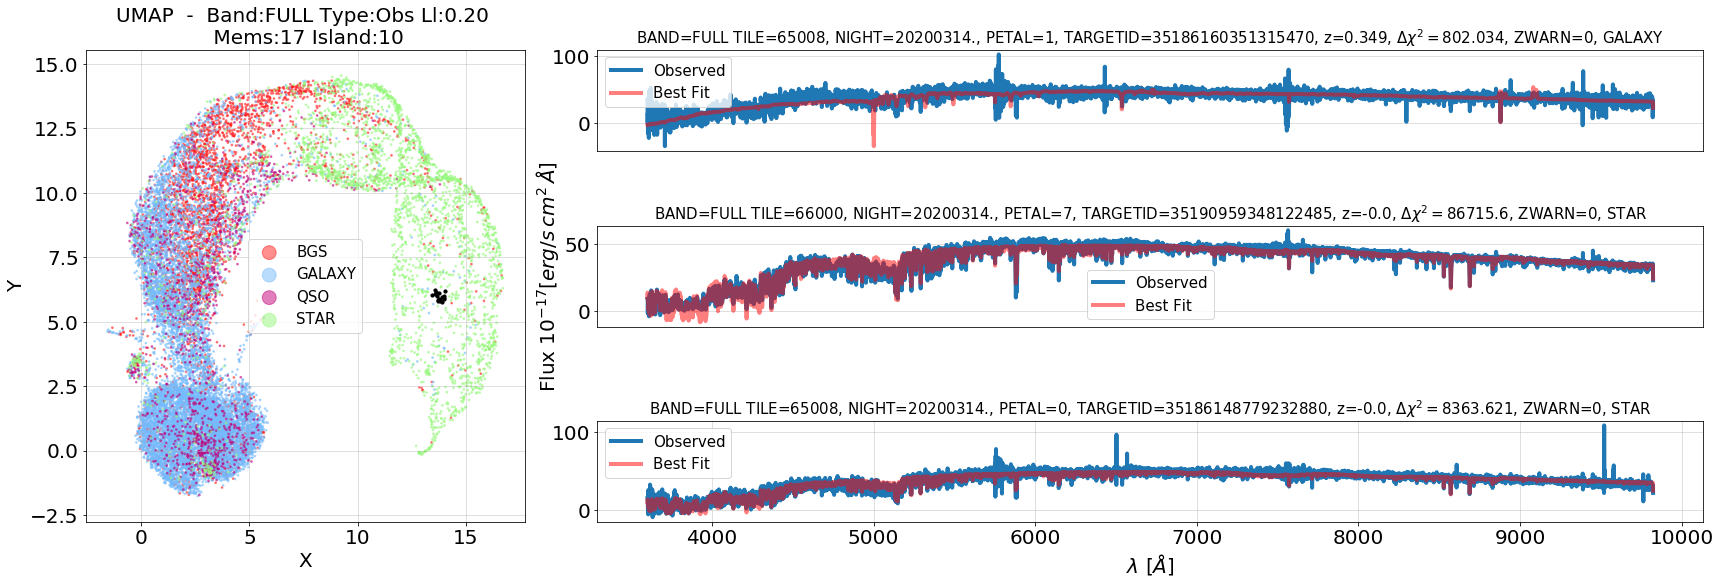 UMAP - Band:FULL Type:Obs Ll:0.20
Mems:17 Island:10
15.0
12.5
10.0
7.5
5.0
2.5
0.0
−2.5
Y
BGS
GALAXY
QSO
STAR
0
5
10
15
X
Flux 10⁻¹⁷[erg/s cm² Å]
BAND=FULL TILE=65008, NIGHT=20200314., PETAL=1, TARGETID=35186160351315470, z=0.349, Δχ² = 802.034, ZWARN=0, GALAXY
100
0
Observed
Best Fit
BAND=FULL TILE=66000, NIGHT=20200314., PETAL=7, TARGETID=35190959348122485, z=-0.0, Δχ² = 86715.6, ZWARN=0, STAR
50
0
Observed
Best Fit
BAND=FULL TILE=65008, NIGHT=20200314., PETAL=0, TARGETID=35186148779232880, z=-0.0, Δχ² = 8363.621, ZWARN=0, STAR
100
0
Observed
Best Fit
4000
5000
6000
7000
8000
9000
10000
λ [Å]